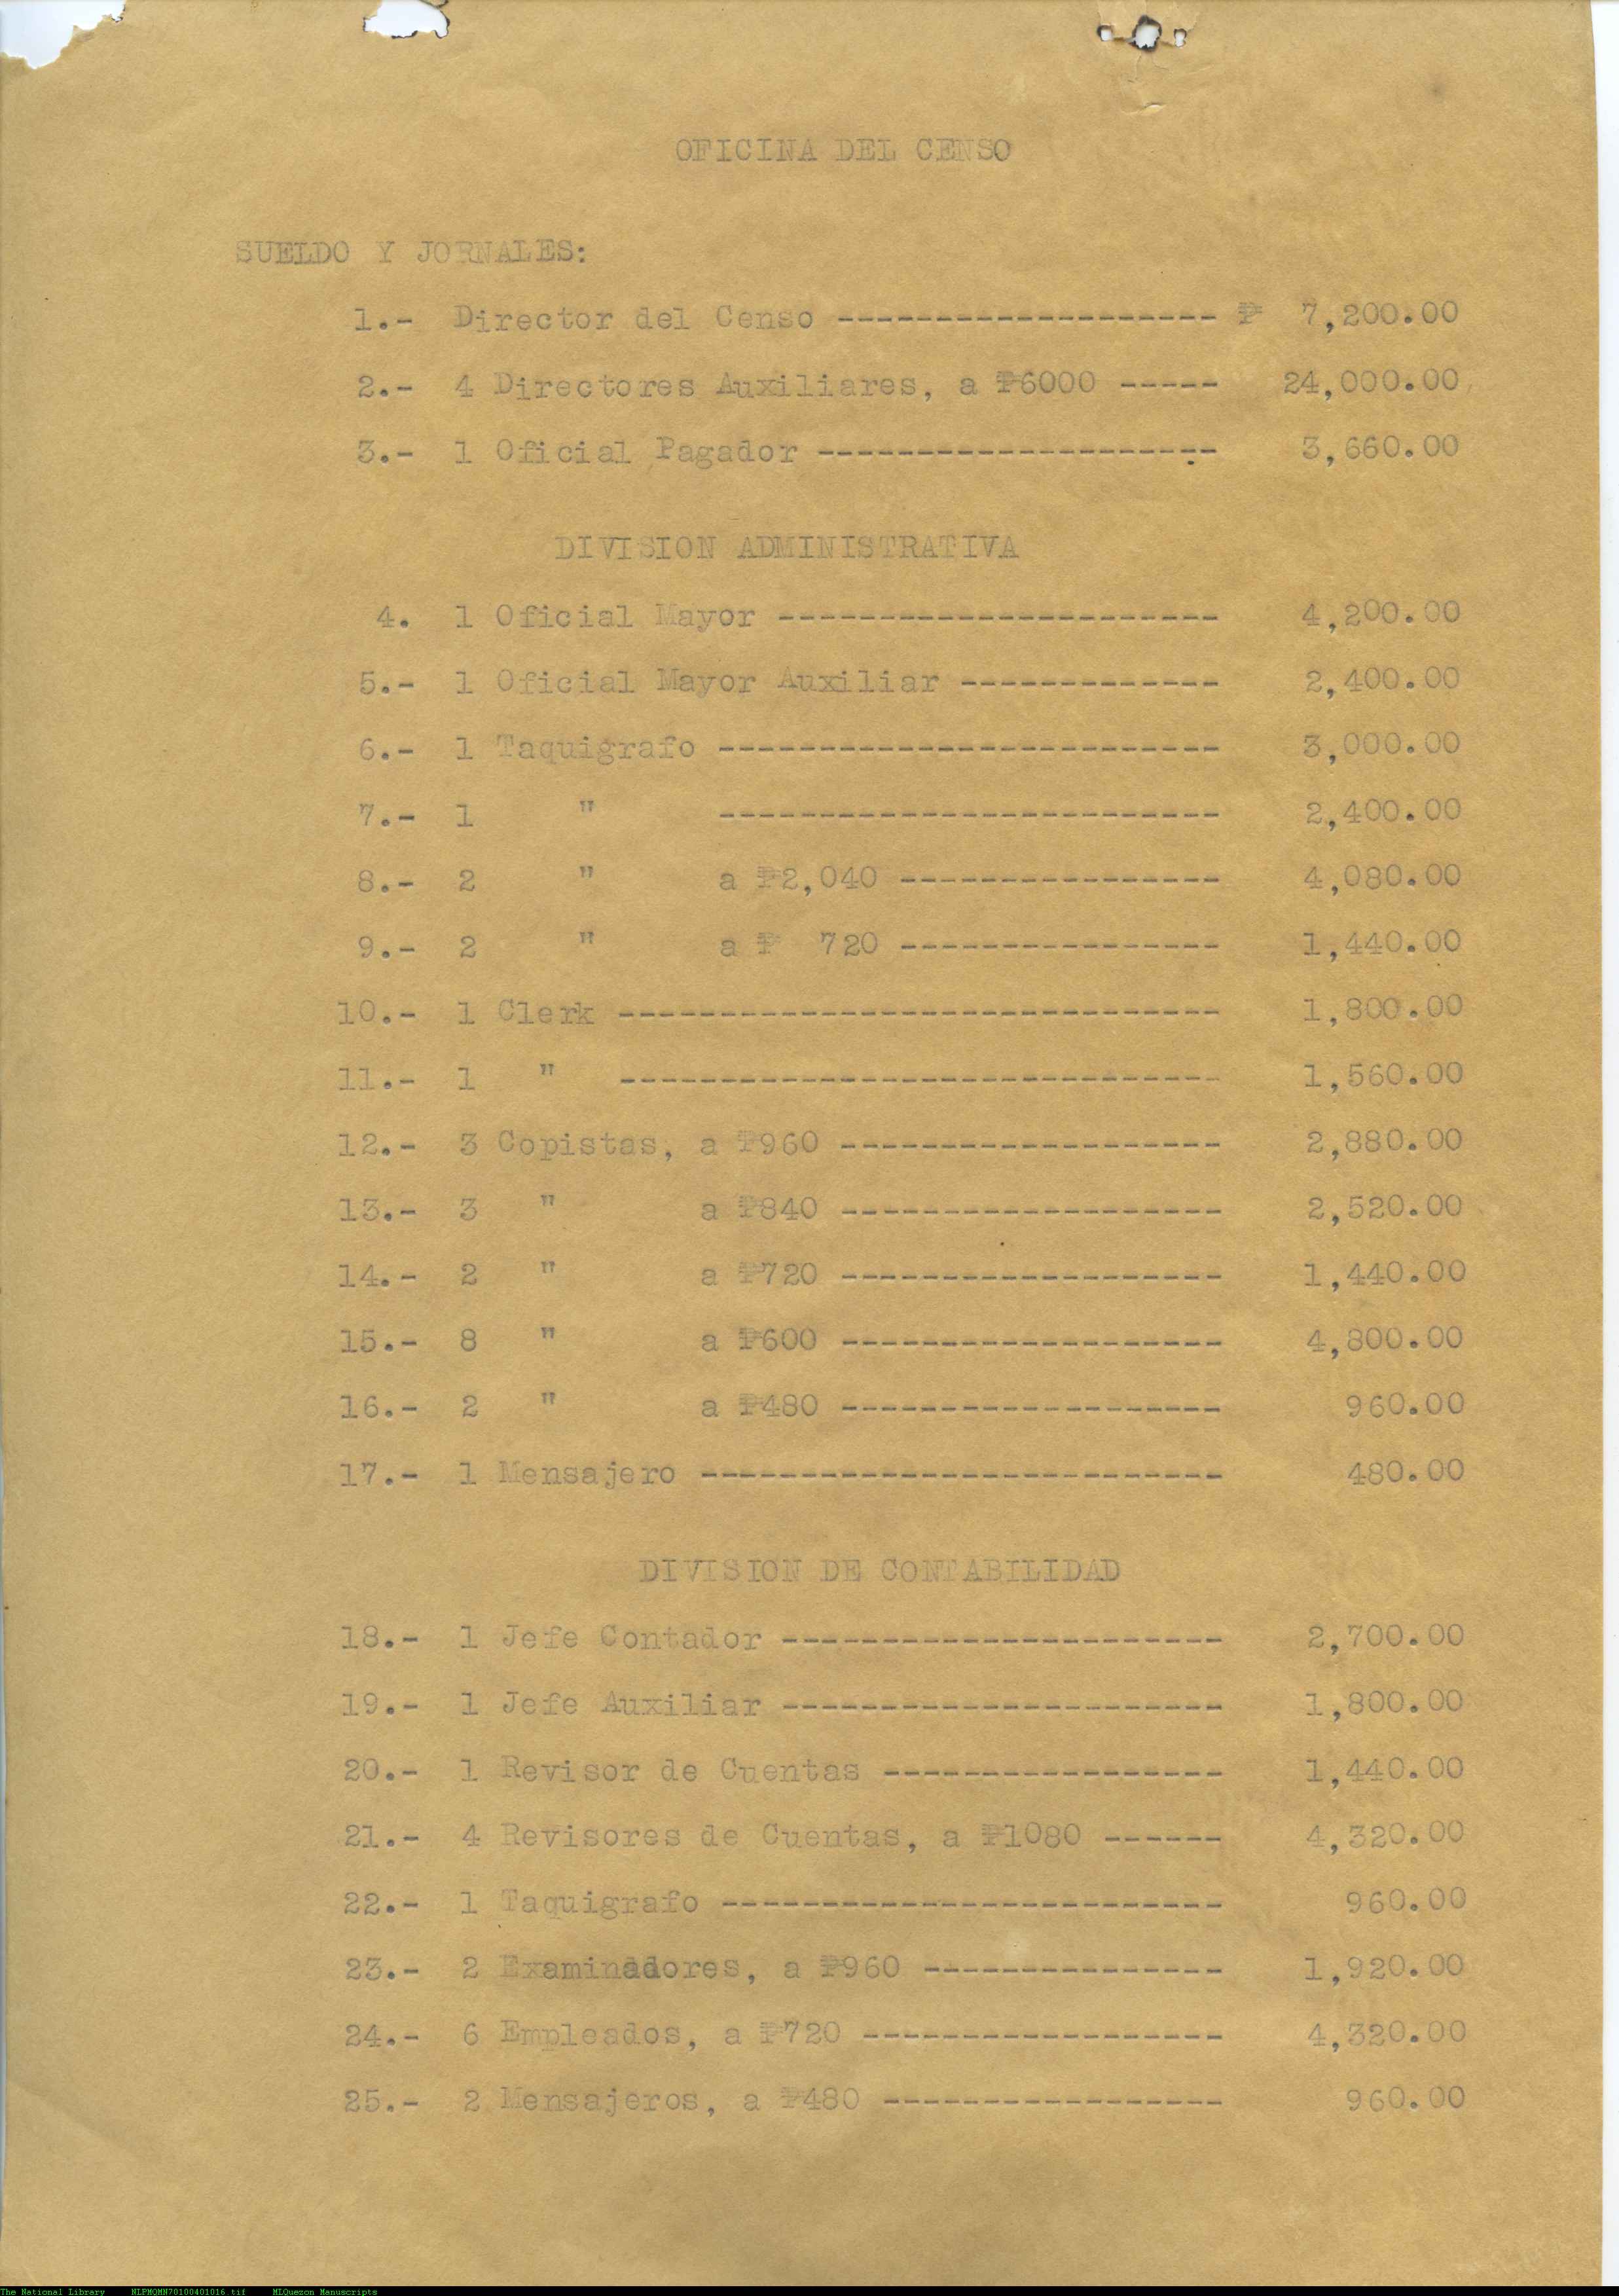 OFICINA DEL CENSO
SUELDO Y JORNALES:
1.- Director del Censo ------------------- ₱ 7,200.00
2.- 4 Directores Auxiliares, a ₱6000 ----- 24,000.00
3.- 1 Oficial Pagador -------------------- 3,660.00
DIVISION ADMINISTRATIVA
4. 1 Oficial Mayor ---------------------- 4,200.00
5.- 1 Oficial Mayor Auxiliar ------------- 2,400.00
6.- 1 Taquigrafo ------------------------- 3,000.00
7.- 1 " ------------------------- 2,400.00
8.- 2 " a ₱2,040 ---------------- 4,080.00
9.- 2 " a ₱ 720 ---------------- 1,440.00
10.- 1 Clerk ------------------------------ 1,800.00
11.- 1 " ------------------------------ 1,560.00
12.- 3 Copistas, a ₱960 ------------------- 2,880.00
13.- 3 " a ₱840 ------------------- 2,520.00
14.- 2 " a ₱720 ------------------- 1,440.00
15.- 8 " a ₱600 ------------------- 4,800.00
16.- 2 " a ₱480 ------------------- 960.00
17.- 1 Mensajero -------------------------- 480.00
DIVISION DE CONTABILIDAD
18.- 1 Jefe Contador ---------------------- 2,700.00
19.- 1 Jefe Auxiliar ---------------------- 1,800.00
20.- 1 Revisor de Cuentas ----------------- 1,440.00
21.- 4 Revisores de Cuentas, a ₱1080 ------ 4,320.00
22.- 1 Taquigrafo ------------------------- 960.00
23.- 2 Examinadores, a ₱960 --------------- 1,920.00
24.- 6 Empleados, a ₱720 ------------------ 4,320.00
25.- 2 Mensajeros, a ₱480 ----------------- 960.00
The National Library NLPMQMN70100401016.tif MLQuezon Manuscripts